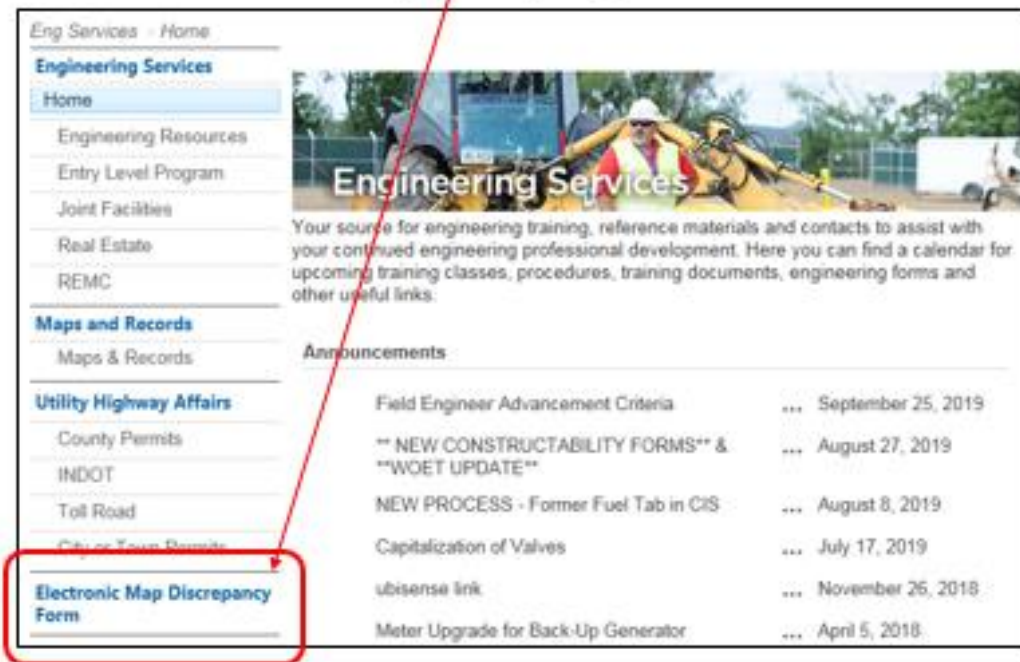 Eng Services - Home
Engineering Services
Home
Engineering Resources
Entry Level Program
Joint Facilities
Real Estate
REMC
Maps and Records
Maps & Records
Utility Highway Affairs
County Permits
INDOT
Toll Road
City or Town Permits
Electronic Map Discrepancy
Form
Engineering Services
Your source for engineering training, reference materials and contacts to assist with
your continued engineering professional development. Here you can find a calendar for
upcoming training classes, procedures, training documents, engineering forms and
other useful links.
Announcements
Field Engineer Advancement Criteria ... September 25, 2019
** NEW CONSTRUCTABILITY FORMS** & ... August 27, 2019
**WOET UPDATE**
NEW PROCESS - Former Fuel Tab in CIS ... August 8, 2019
Capitalization of Valves ... July 17, 2019
ubisense link ... November 26, 2018
Meter Upgrade for Back-Up Generator ... April 5, 2018